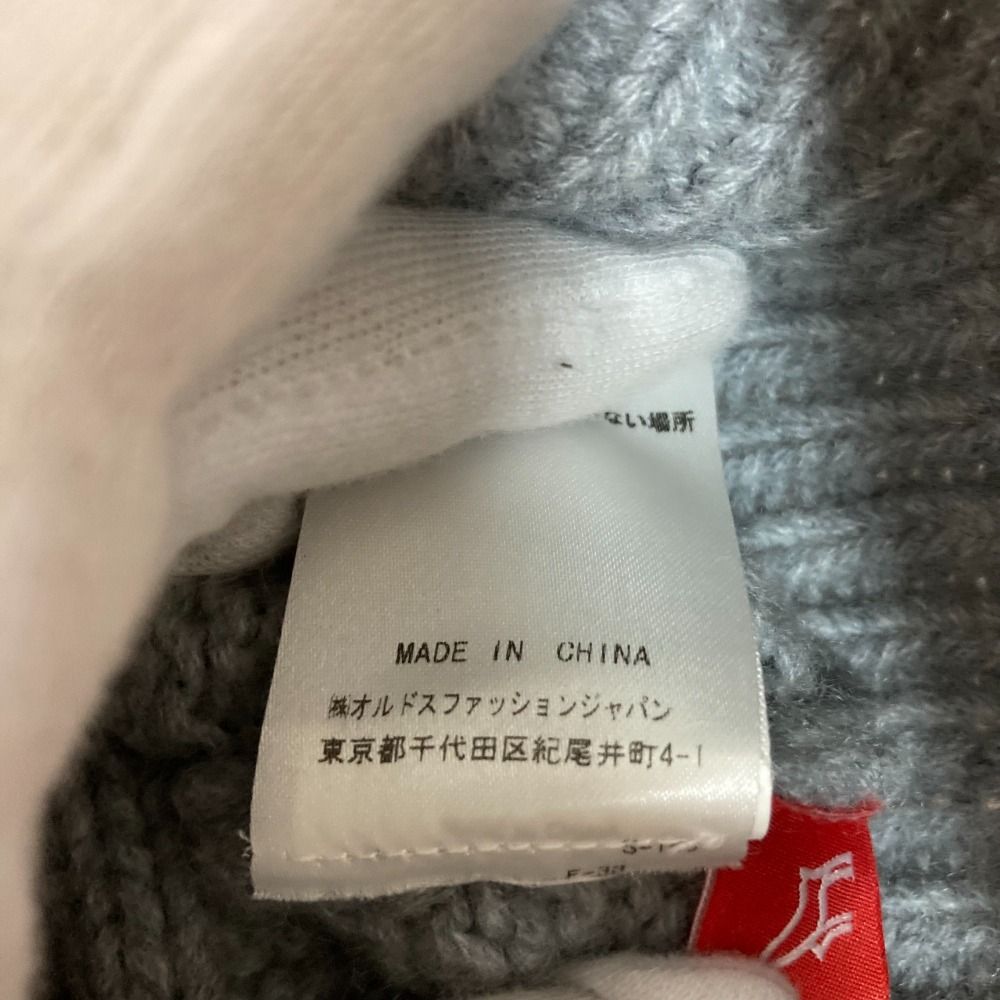 ない場所
MADE IN CHINA
㈱オルドスファッションジャパン
東京都千代田区紀尾井町4-1